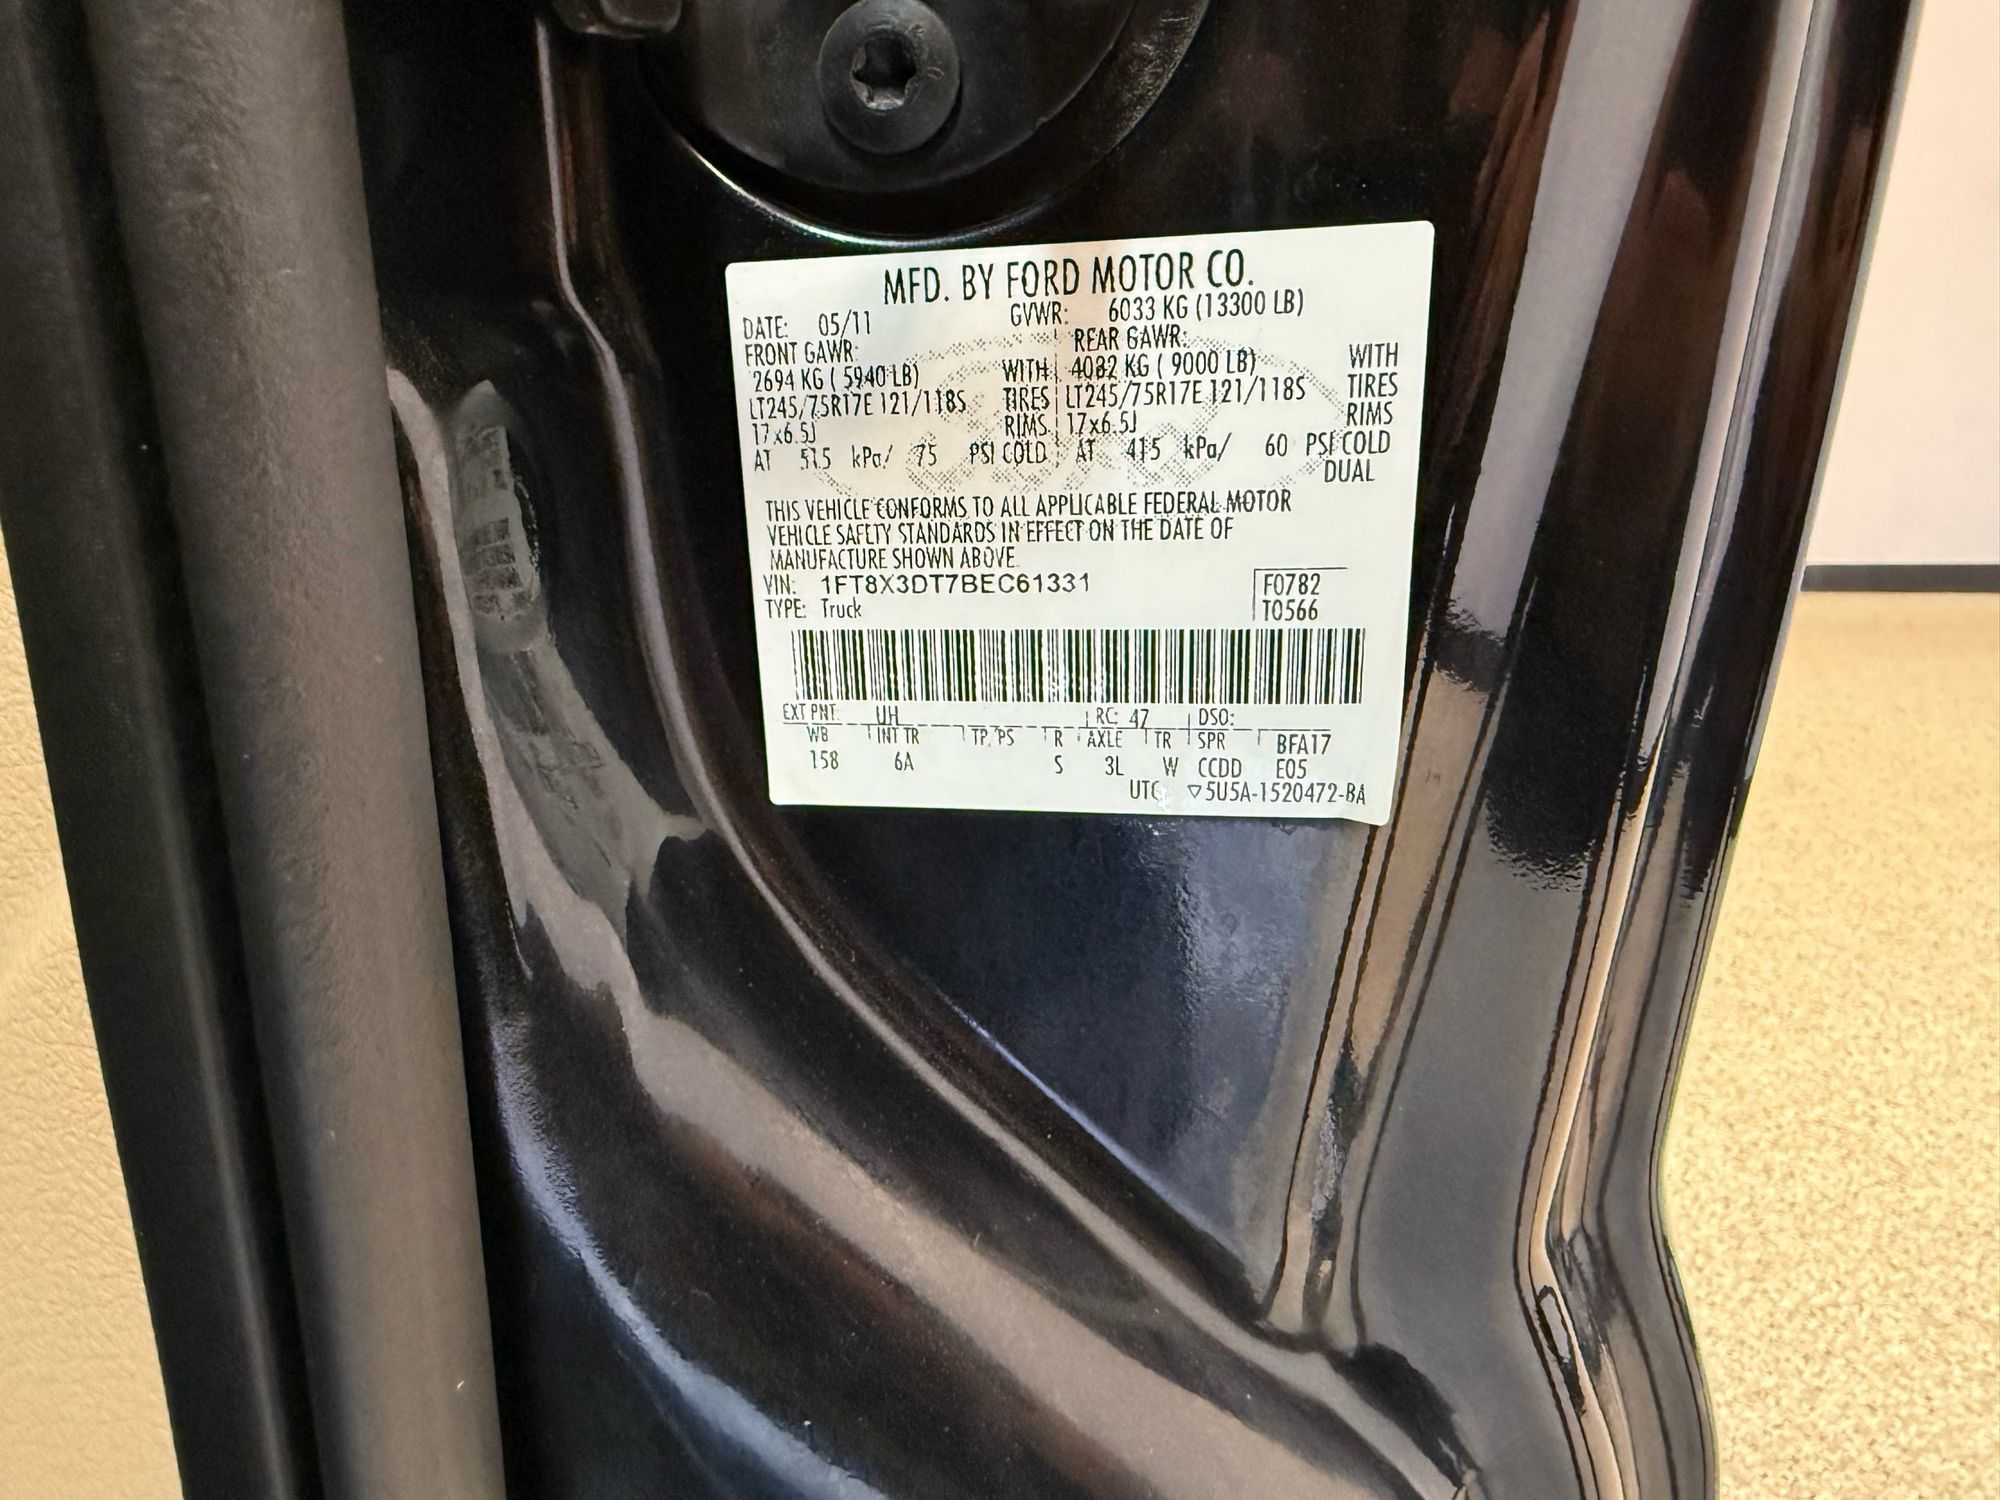 MFD. BY FORD MOTOR CO.
DATE: 05/11 GVWR: 6033 KG (13300 LB)
FRONT GAWR: REAR GAWR:
2694 KG ( 5940 LB) WITH 4082 KG ( 9000 LB) WITH
LT245/75R17E 121/118S TIRES LT245/75R17E 121/118S TIRES
17x6.5J RIMS 17x6.5J RIMS
AT 515 kPa/ 75 PSI COLD AT 415 kPa/ 60 PSI COLD
DUAL
THIS VEHICLE CONFORMS TO ALL APPLICABLE FEDERAL MOTOR
VEHICLE SAFETY STANDARDS IN EFFECT ON THE DATE OF
MANUFACTURE SHOWN ABOVE.
VIN: 1FT8X3DT7BEC61331 F0782
TYPE: Truck T0566
EXT PNT: UH RC: 47 DSO:
WB INT TR TP/PS R AXLE TR SPR BFA17
158 6A S 3L W CCDD E05
UTC ▽5U5A-1520472-BA